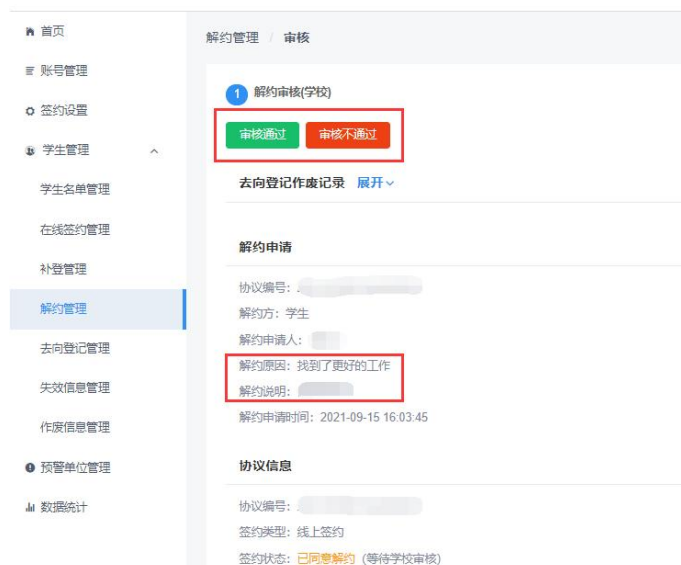 首页
账号管理
签约设置
学生管理
学生名单管理
在线签约管理
补登管理
解约管理
去向登记管理
失效信息管理
作废信息管理
预警单位管理
数据统计
解约管理 / 审核
1 解约审核(学校)
审核通过 审核不通过
去向登记作废记录 展开
解约申请
协议编号：
解约方：学生
解约申请人：
解约原因：找到了更好的工作
解约说明：
解约申请时间：2021-09-15 16:03:45
协议信息
协议编号：
签约类型：线上签约
签约状态：已同意解约（等待学校审核）